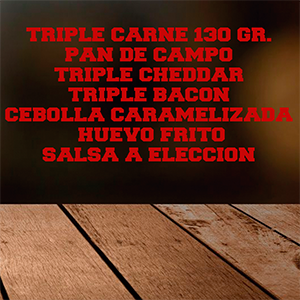 TRIPLE CARNE 130 GR.
PAN DE CAMPO
TRIPLE CHEDDAR
TRIPLE BACON
CEBOLLA CARAMELIZADA
HUEVO FRITO
SALSA A ELECCION